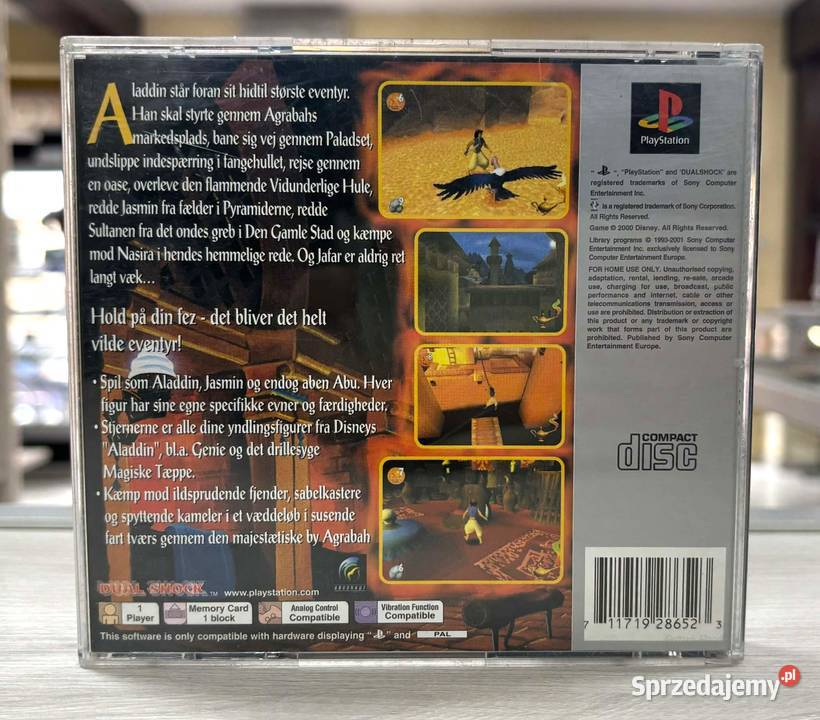 Aladdin står foran sit hidtil største eventyr.
Han skal styrte gennem Agrabahs
markedsplads, bane sig vej gennem Paladset,
undslippe indespærring i fangehullet, rejse gennem
en oase, overleve den flammende Vidunderlige Hule,
redde Jasmin fra fælder i Pyramiderne, redde
Sultanen fra det ondes greb i Den Gamle Stad og kæmpe
mod Nasira i hendes hemmelige rede. Og Jafar er aldrig ret
langt væk...
Hold på din fez - det bliver det helt
vilde eventyr!
• Spil som Aladdin, Jasmin og endog aben Abu. Hver
figur har sine egne specifikke evner og færdigheder.
• Stjernerne er alle dine yndlingsfigurer fra Disneys
"Aladdin", bl.a. Genie og det drillesyge
Magiske Tæppe.
• Kæmp mod ildsprudende fjender, sabelkastere
og spyttende kameler i et væddeløb i susende
fart tværs gennem den majestætiske by Agrabah
DUAL SHOCK™ www.playstation.com
1
Player
Memory Card
1 block
Analog Control
Compatible
Vibration Function
Compatible
This software is only compatible with hardware displaying " " and PAL
PlayStation
" ", "PlayStation" and "DUALSHOCK" are
registered trademarks of Sony Computer
Entertainment Inc.
is a registered trademark of Sony Corporation.
All Rights Reserved.
Game © 2000 Disney. All Rights Reserved.
Library programs © 1993-2001 Sony Computer
Entertainment Inc. exclusively licensed to Sony
Computer Entertainment Europe.
FOR HOME USE ONLY. Unauthorised copying,
adaptation, rental, lending, re-sale, arcade
use, charging for use, broadcast, public
performance and internet, cable or other
telecommunications transmission, access or
use are prohibited. Distribution or extraction of
this product or any trademark or copyright
work that forms part of this product are
prohibited. Published by Sony Computer
Entertainment Europe.
COMPACT
disc
7 11719 28652 3
Sprzedajemy.pl